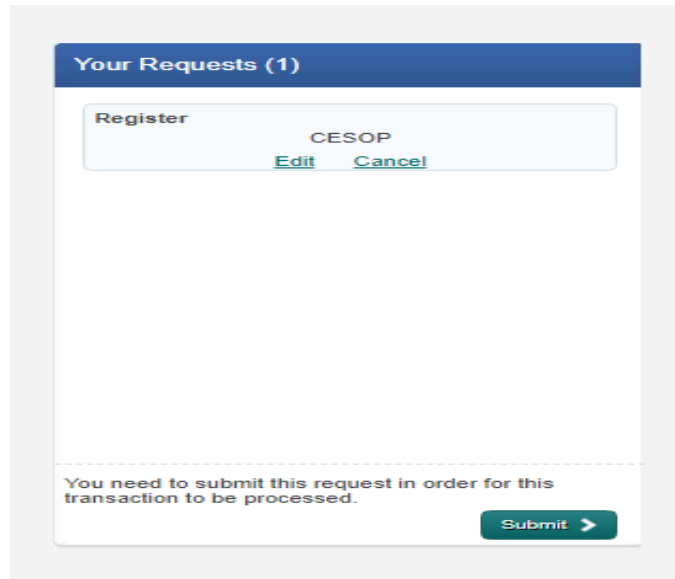 Your Requests (1)
Register
CESOP
Edit Cancel
You need to submit this request in order for this
transaction to be processed.
Submit